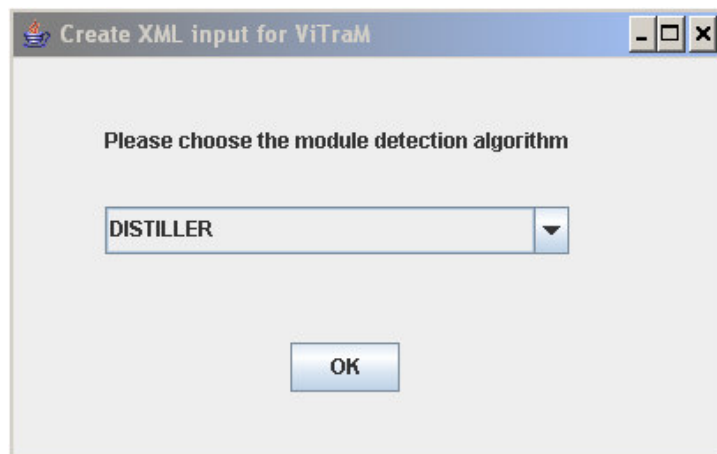 Create XML input for ViTraM
Please choose the module detection algorithm
DISTILLER
OK